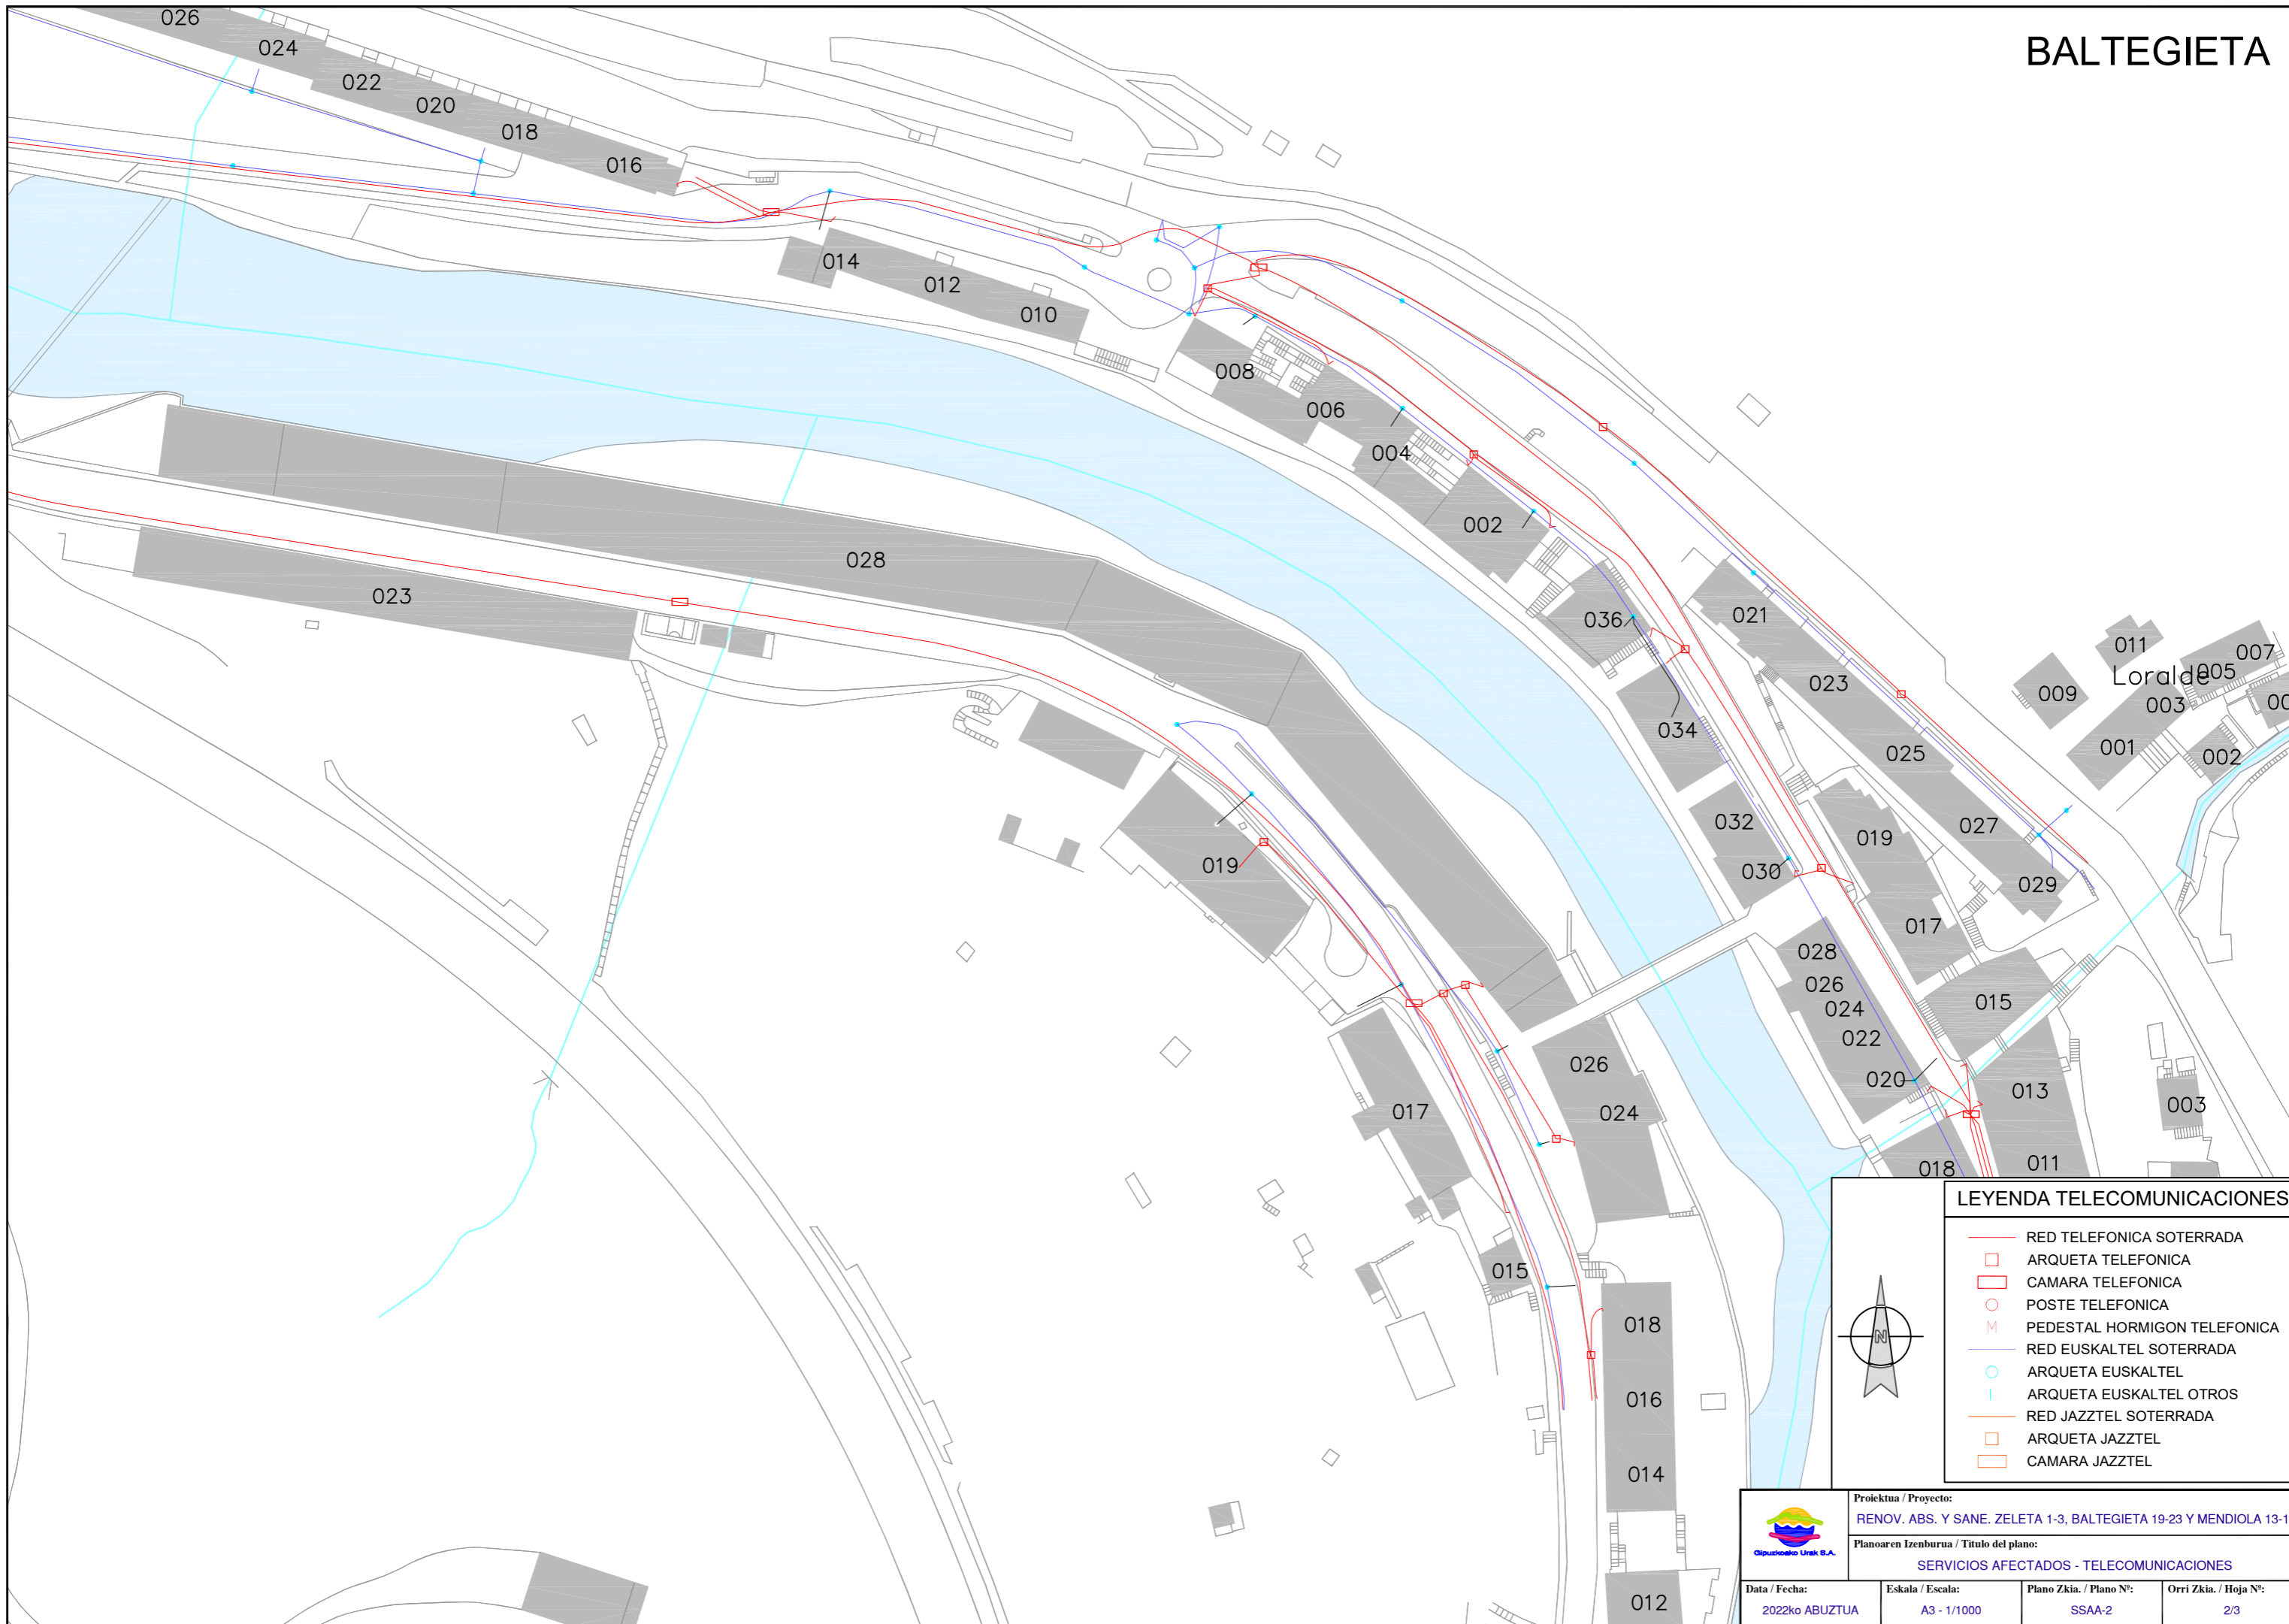 BALTEGIETA
026
024
022
020
018
016
014
012
010
008
006
004
002
028
023
036
021
011
007
Loralde
005
009
003
023
034
001
002
025
032
027
019
019
030
029
017
028
026
024
015
022
026
020
013
024
003
017
018
011
015
018
016
014
012
N
LEYENDA TELECOMUNICACIONES
RED TELEFONICA SOTERRADA
ARQUETA TELEFONICA
CAMARA TELEFONICA
POSTE TELEFONICA
M PEDESTAL HORMIGON TELEFONICA
RED EUSKALTEL SOTERRADA
ARQUETA EUSKALTEL
ARQUETA EUSKALTEL OTROS
RED JAZZTEL SOTERRADA
ARQUETA JAZZTEL
CAMARA JAZZTEL
Gipuzkoako Urak S.A.
Proiektua / Proyecto:
RENOV. ABS. Y SANE. ZELETA 1-3, BALTEGIETA 19-23 Y MENDIOLA 13-1
Planoaren Izenburua / Titulo del plano:
SERVICIOS AFECTADOS - TELECOMUNICACIONES
Data / Fecha:
2022ko ABUZTUA
Eskala / Escala:
A3 - 1/1000
Plano Zkia. / Plano Nº:
SSAA-2
Orri Zkia. / Hoja Nº:
2/3